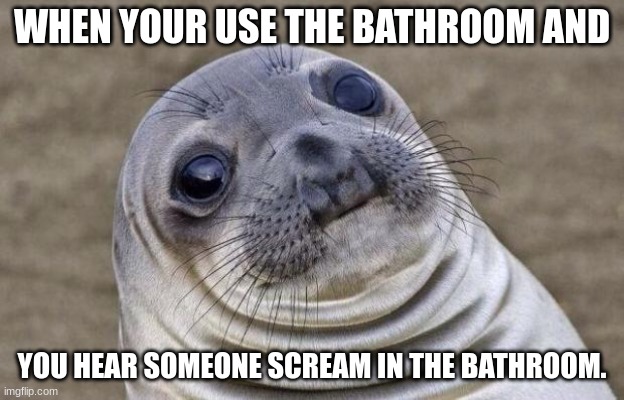 WHEN YOUR USE THE BATHROOM AND
YOU HEAR SOMEONE SCREAM IN THE BATHROOM.
imgflip.com